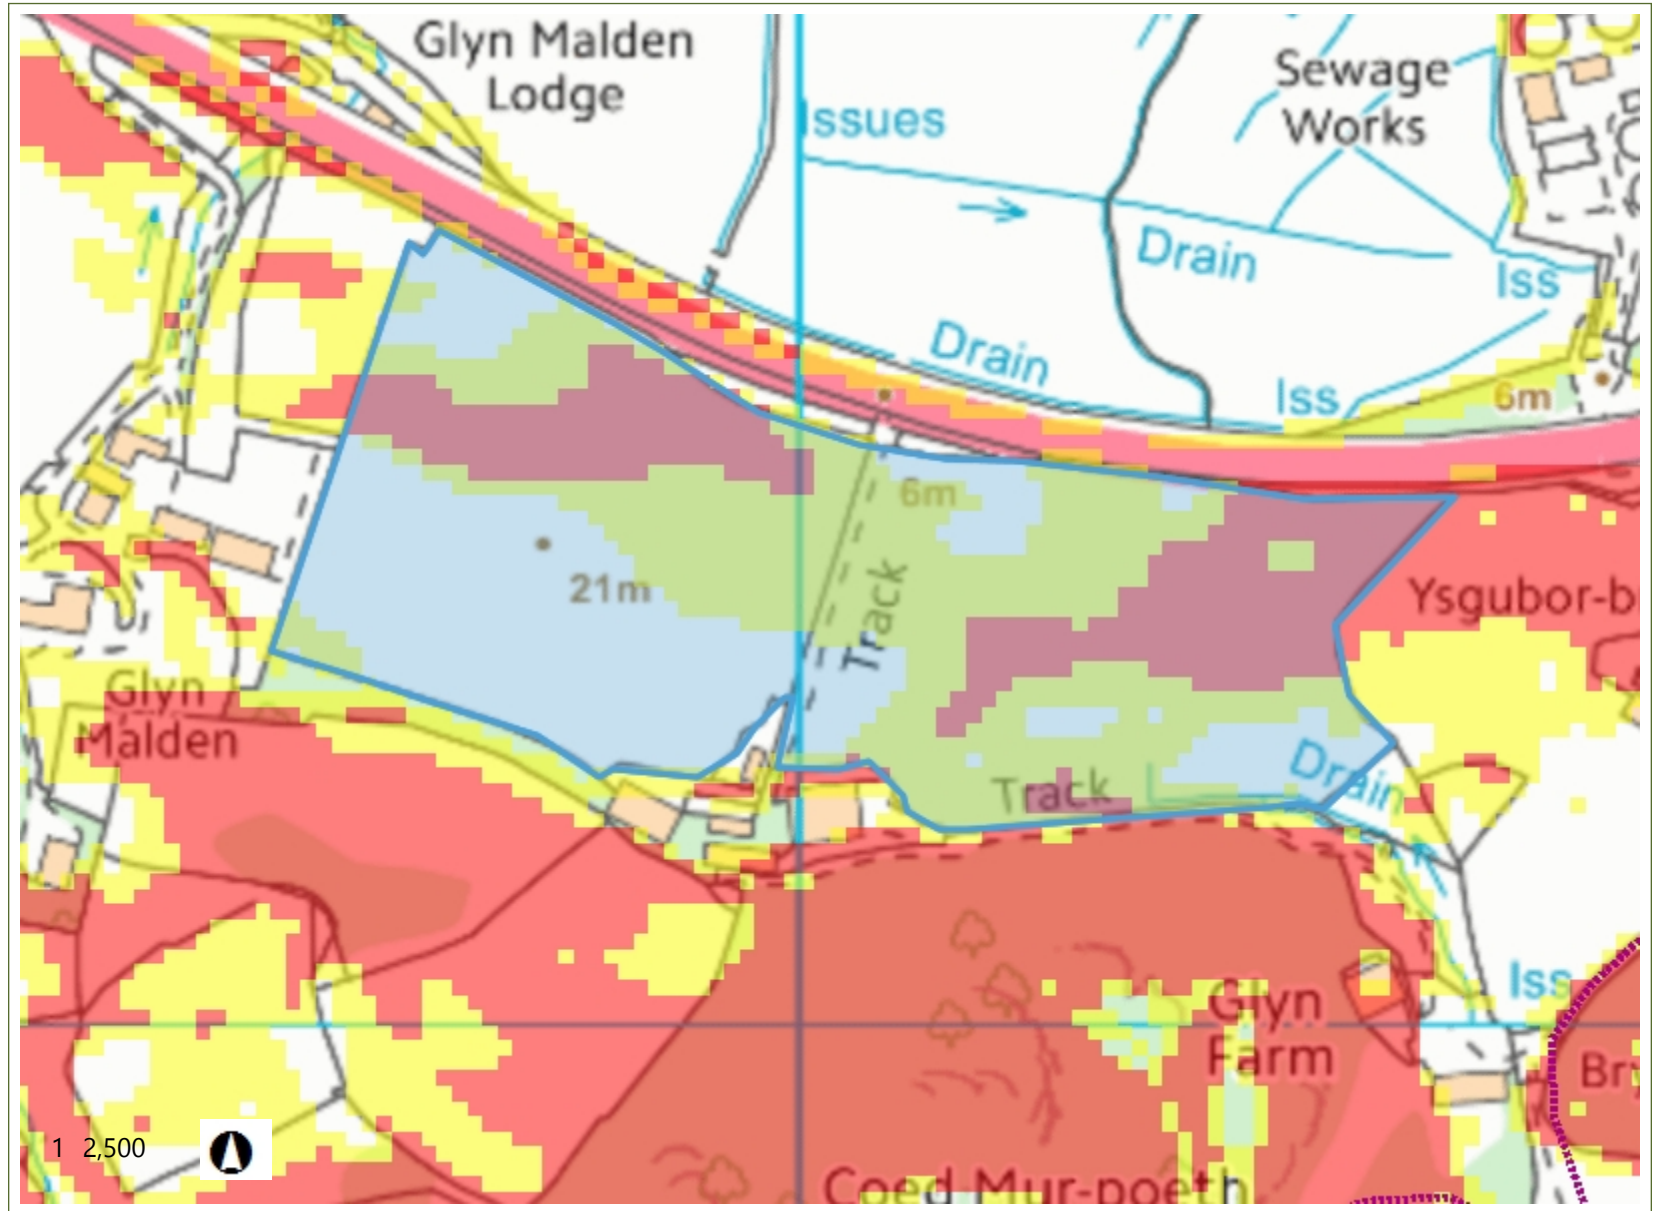 Glyn Malden
Lodge
Sewage
Works
Issues
Drain
Iss
Drain
Iss
6m
6m
21m
Track
Ysgubor-b
Glyn
Malden
Drain
Track
Iss
Glyn
Farm
Bry
1 2,500
Coed Mur-poeth